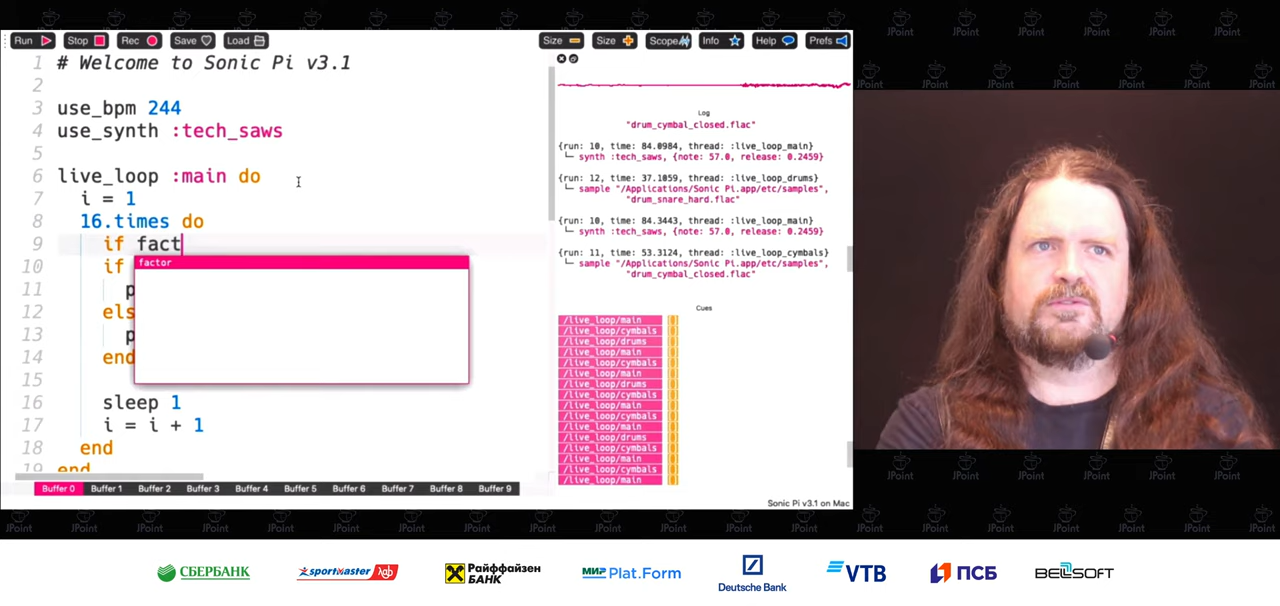 Run Stop Rec Save Load Size Size Scope Info Help Prefs
1 # Welcome to Sonic Pi v3.1
2
3 use_bpm 244
4 use_synth :tech_saws
5
6 live_loop :main do
7 i = 1
8 16.times do
9 if fact
factor
10 if
11 p
12 els
13 p
14 end
15
16 sleep 1
17 i = i + 1
18 end
19 end
Buffer 0 Buffer 1 Buffer 2 Buffer 3 Buffer 4 Buffer 5 Buffer 6 Buffer 7 Buffer 8 Buffer 9
Log
"drum_cymbal_closed.flac"
{run: 10, time: 84.0984, thread: :live_loop_main}
└─ synth :tech_saws, {note: 57.0, release: 0.2459}
{run: 12, time: 37.1059, thread: :live_loop_drums}
└─ sample "/Applications/Sonic Pi.app/etc/samples",
"drum_snare_hard.flac"
{run: 10, time: 84.3443, thread: :live_loop_main}
└─ synth :tech_saws, {note: 57.0, release: 0.2459}
{run: 11, time: 53.3124, thread: :live_loop_cymbals}
└─ sample "/Applications/Sonic Pi.app/etc/samples",
"drum_cymbal_closed.flac"
Cues
/live_loop/main
/live_loop/cymbals
/live_loop/drums
/live_loop/main
/live_loop/cymbals
/live_loop/main
/live_loop/drums
/live_loop/cymbals
/live_loop/main
/live_loop/cymbals
/live_loop/main
/live_loop/drums
/live_loop/cymbals
/live_loop/main
/live_loop/cymbals
/live_loop/main
Sonic Pi v3.1 on Mac
JPoint
СБЕРБАНК
sportmaster lab
Райффайзен
БАНК
МИР Plat.Form
Deutsche Bank
VTB
ПСБ
BELLSOFT